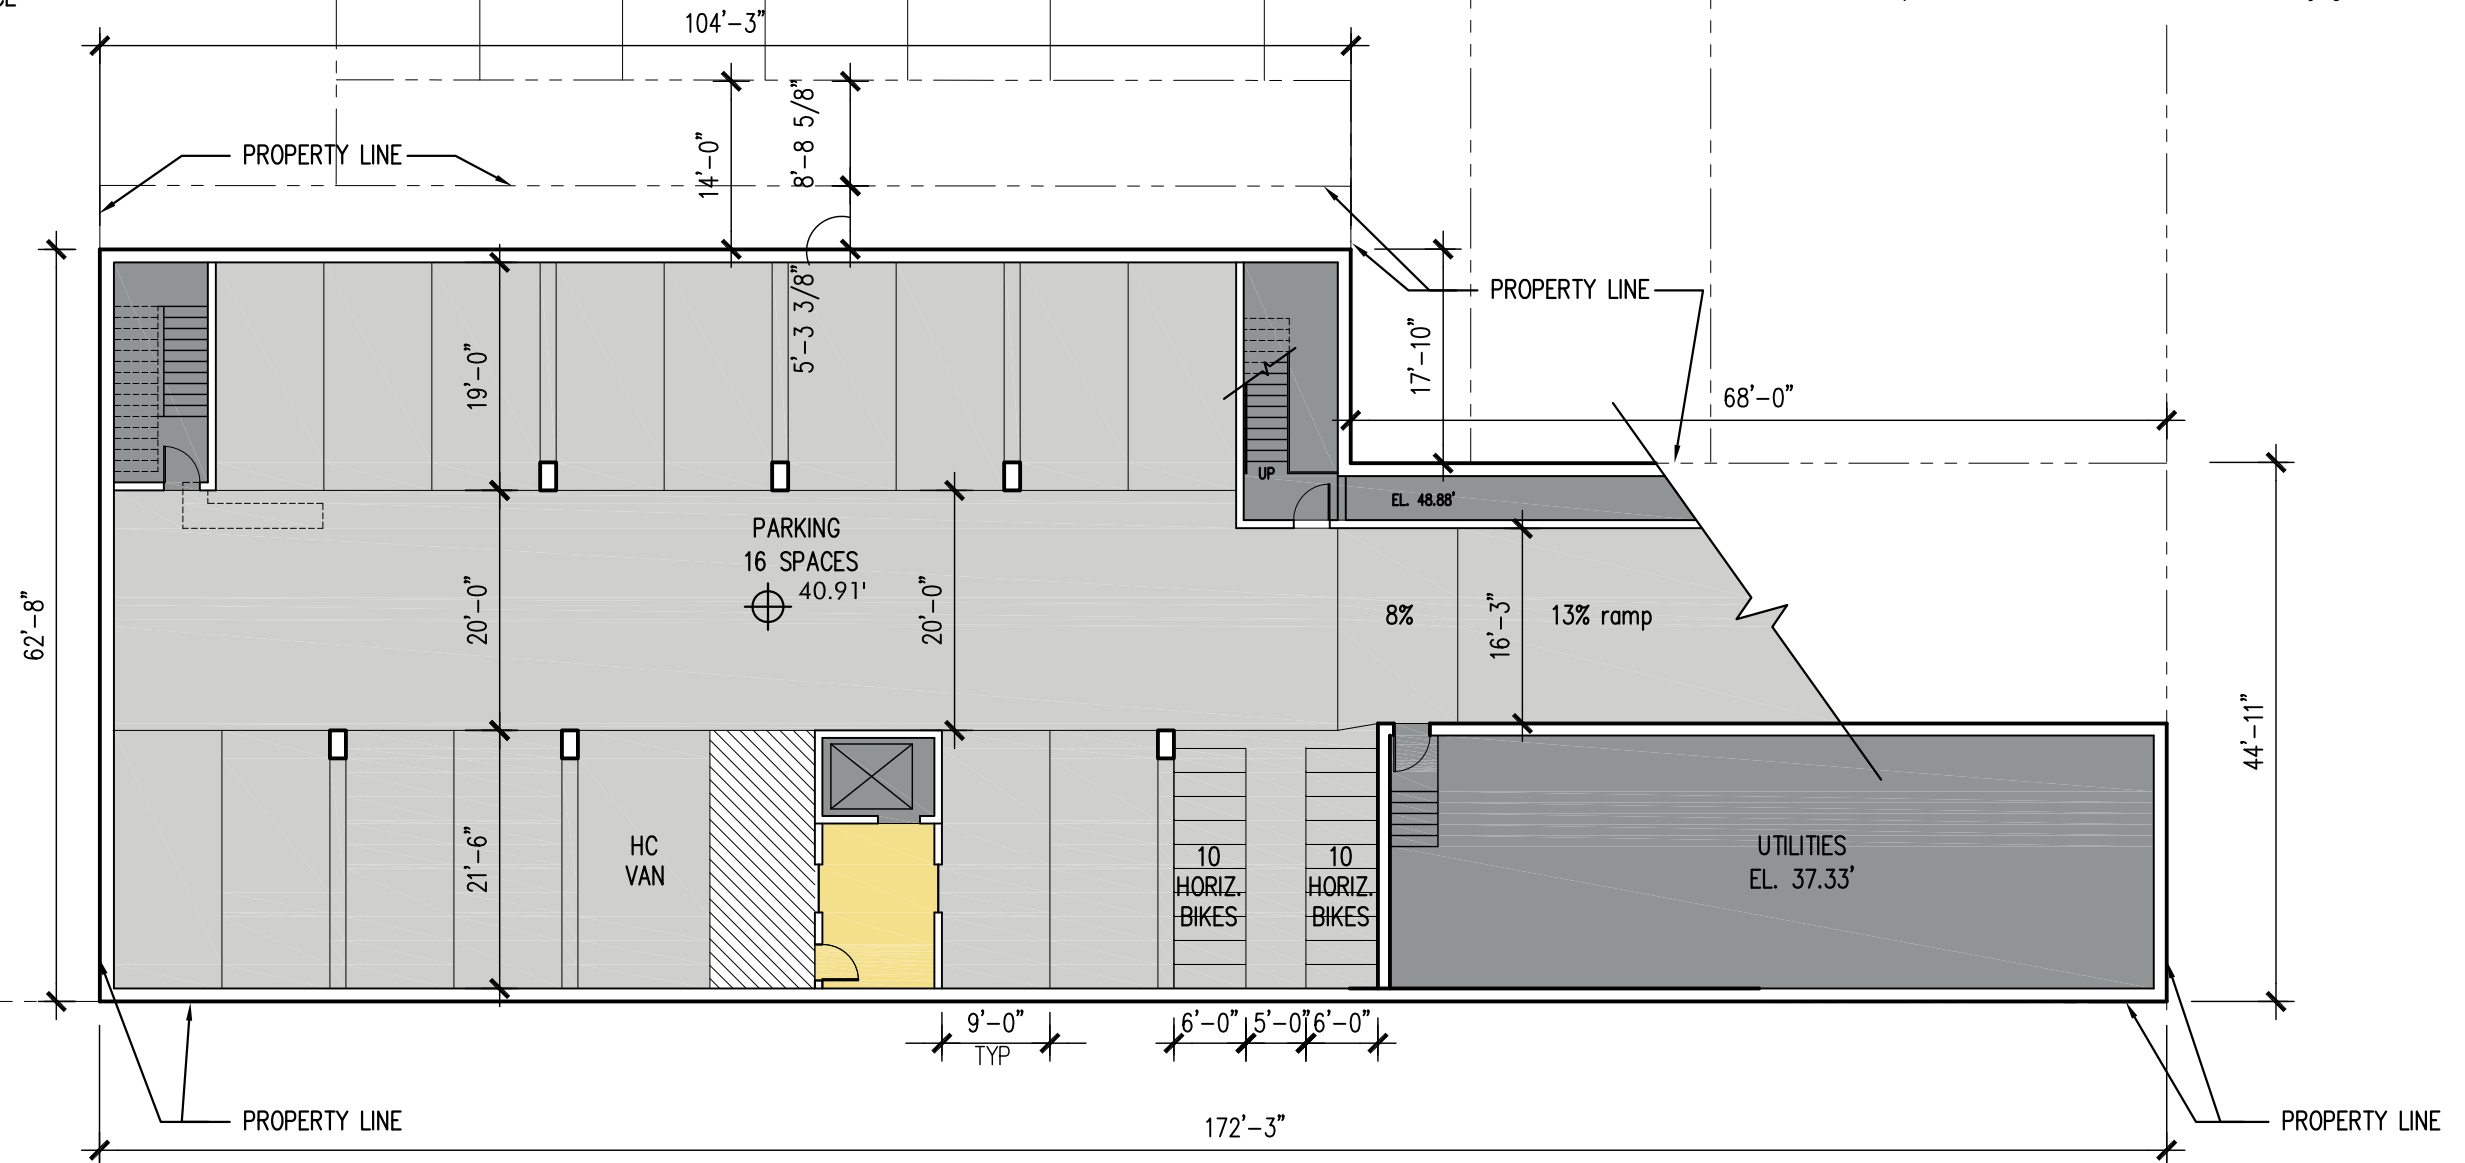 104'-3"
PROPERTY LINE
14'-0"
8'-8 5/8"
5'-3 3/8"
PROPERTY LINE
17'-10"
68'-0"
19'-0"
UP
EL. 48.88'
PARKING
16 SPACES
40.91'
62'-8"
20'-0"
20'-0"
8%
16'-3"
13% ramp
44'-11"
21'-6"
HC
VAN
10
HORIZ.
BIKES
10
HORIZ.
BIKES
UTILITIES
EL. 37.33'
9'-0"
TYP
6'-0"
5'-0"
6'-0"
PROPERTY LINE
172'-3"
PROPERTY LINE